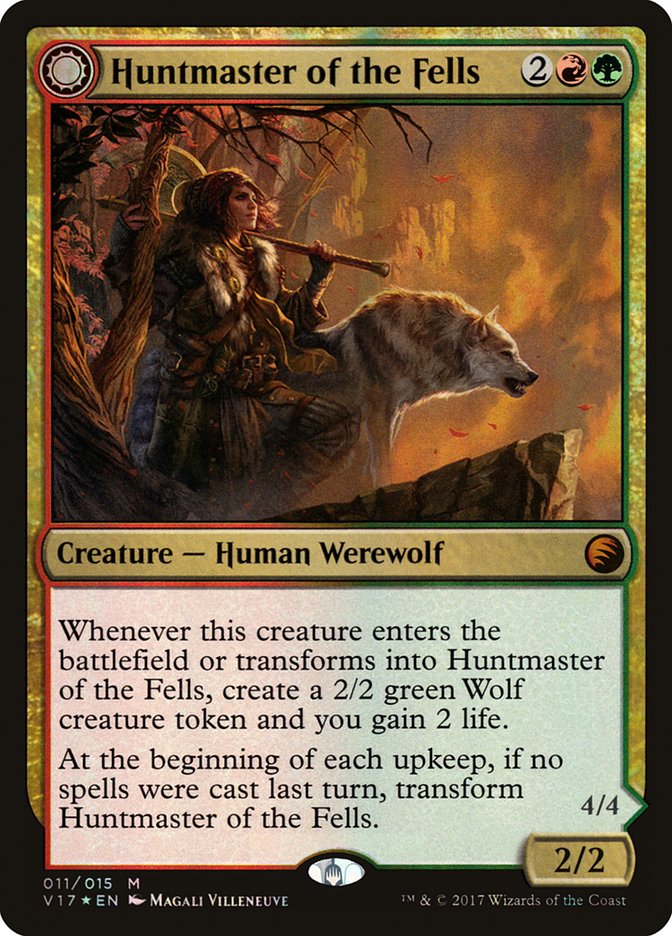 Huntmaster of the Fells 2
Creature — Human Werewolf
Whenever this creature enters the
battlefield or transforms into Huntmaster
of the Fells, create a 2/2 green Wolf
creature token and you gain 2 life.
At the beginning of each upkeep, if no
spells were cast last turn, transform
Huntmaster of the Fells.
4/4
2/2
011/015 M
V17★EN Magali Villeneuve
™ & © 2017 Wizards of the Coast